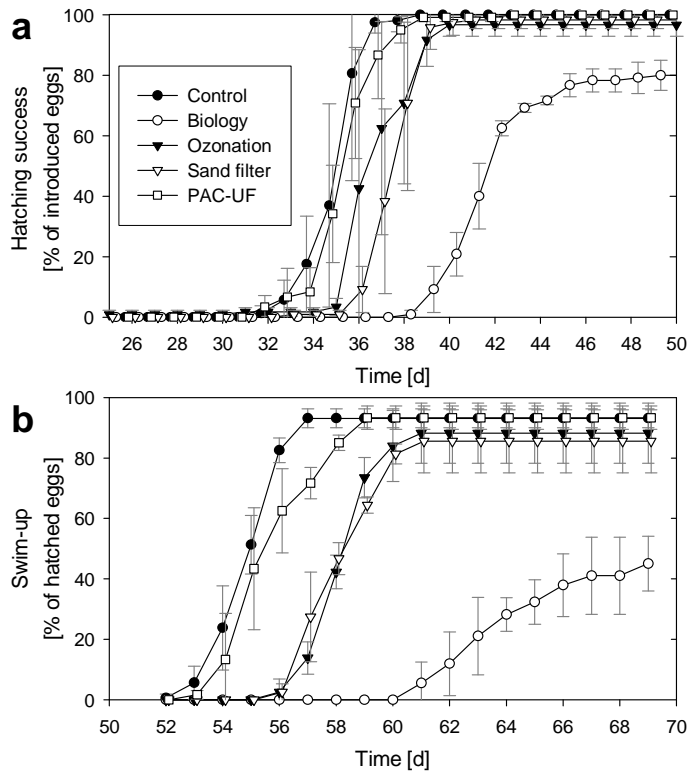 a
Hatching success
[% of introduced eggs]
100
80
60
40
20
0
Control
Biology
Ozonation
Sand filter
PAC-UF
26 28 30 32 34 36 38 40 42 44 46 48 50
Time [d]
b
Swim-up
[% of hatched eggs]
100
80
60
40
20
0
50 52 54 56 58 60 62 64 66 68 70
Time [d]